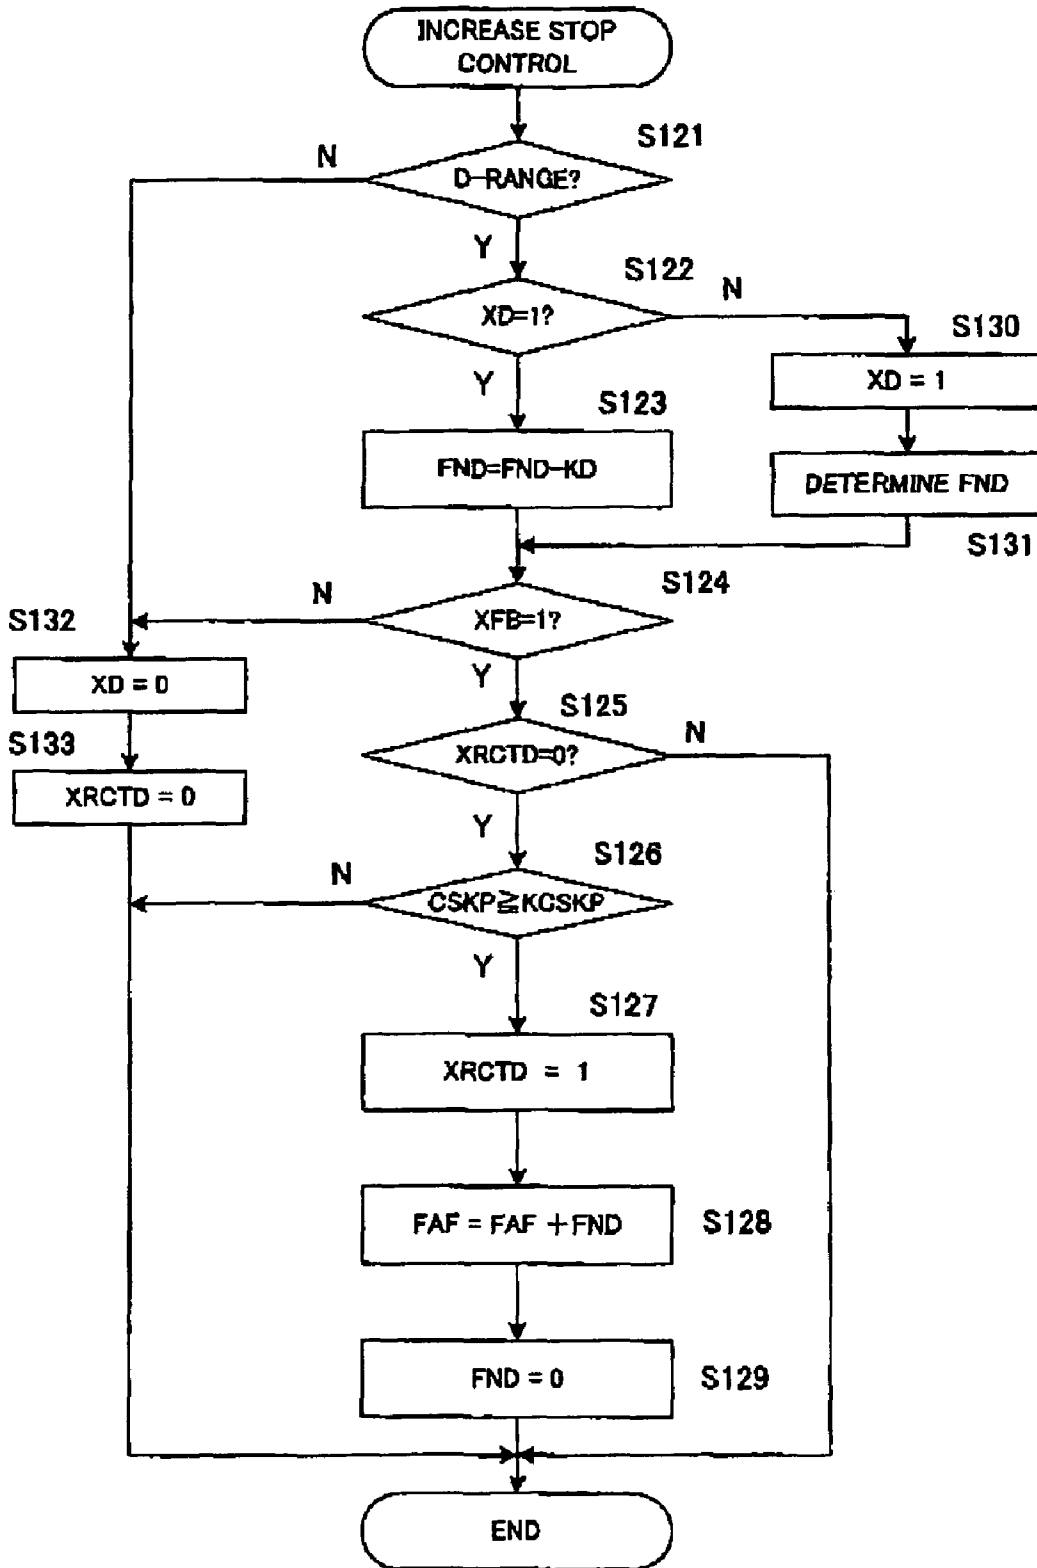 INCREASE STOP
CONTROL
S121
N
D-RANGE?
Y
S122
N
XD=1?
S130
XD = 1
Y
S123
FND=FND-KD
DETERMINE FND
S131
S124
N
XFB=1?
S132
Y
XD = 0
S125
N
S133
XRCTD=0?
XRCTD = 0
Y
S126
N
CSKP≧KCSKP
Y
S127
XRCTD = 1
FAF = FAF + FND
S128
FND = 0
S129
END